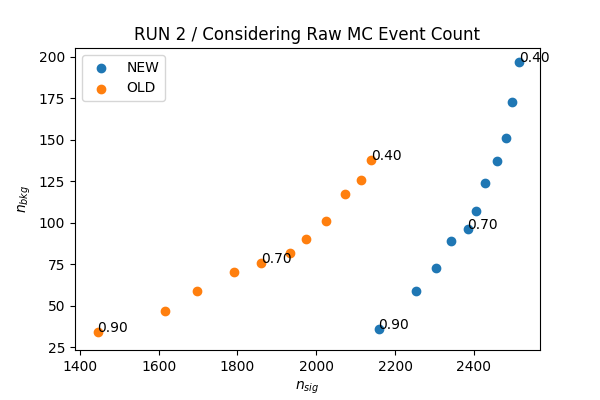 RUN 2 / Considering Raw MC Event Count
NEW
OLD
200
175
150
125
100
75
50
25
n_bkg
0.40
0.40
0.70
0.70
0.90
0.90
1400 1600 1800 2000 2200 2400
n_sig